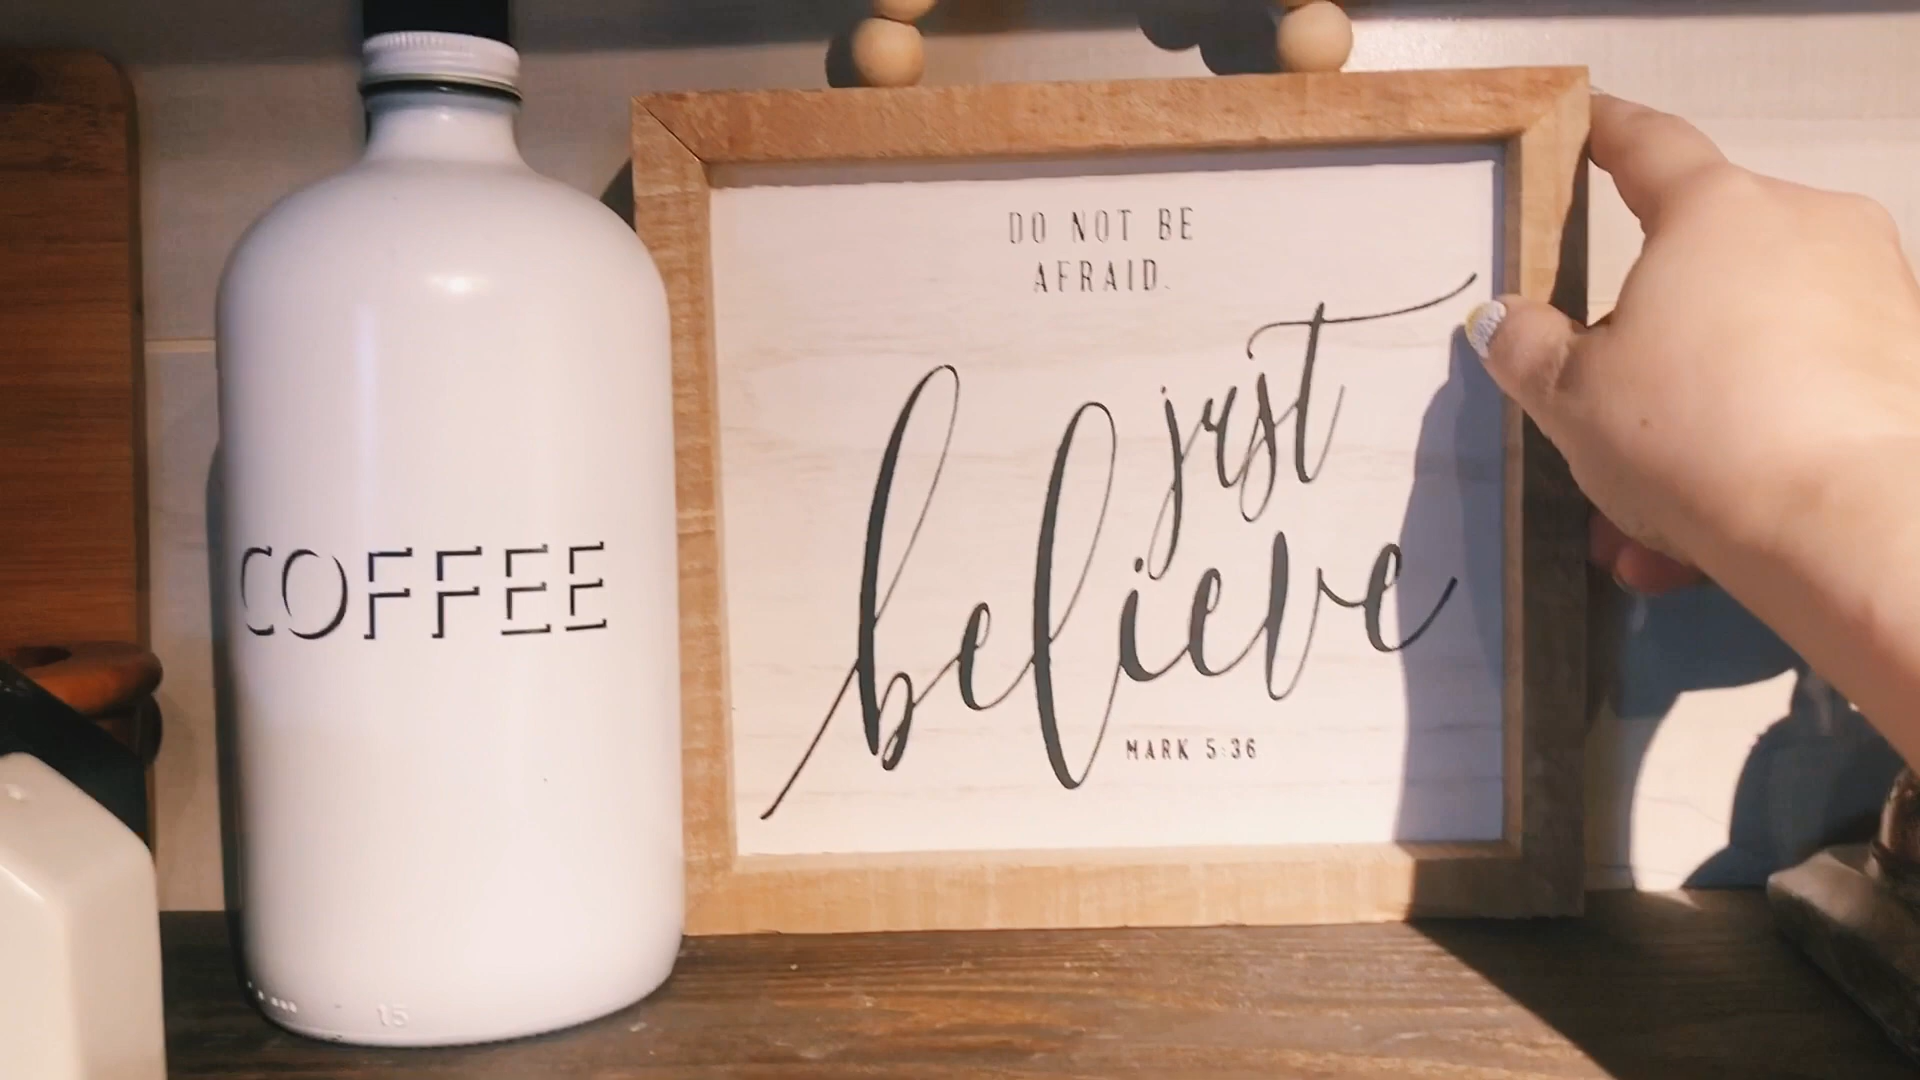 COFFEE
15
DO NOT BE
AFRAID.
just
believe
MARK 5:36